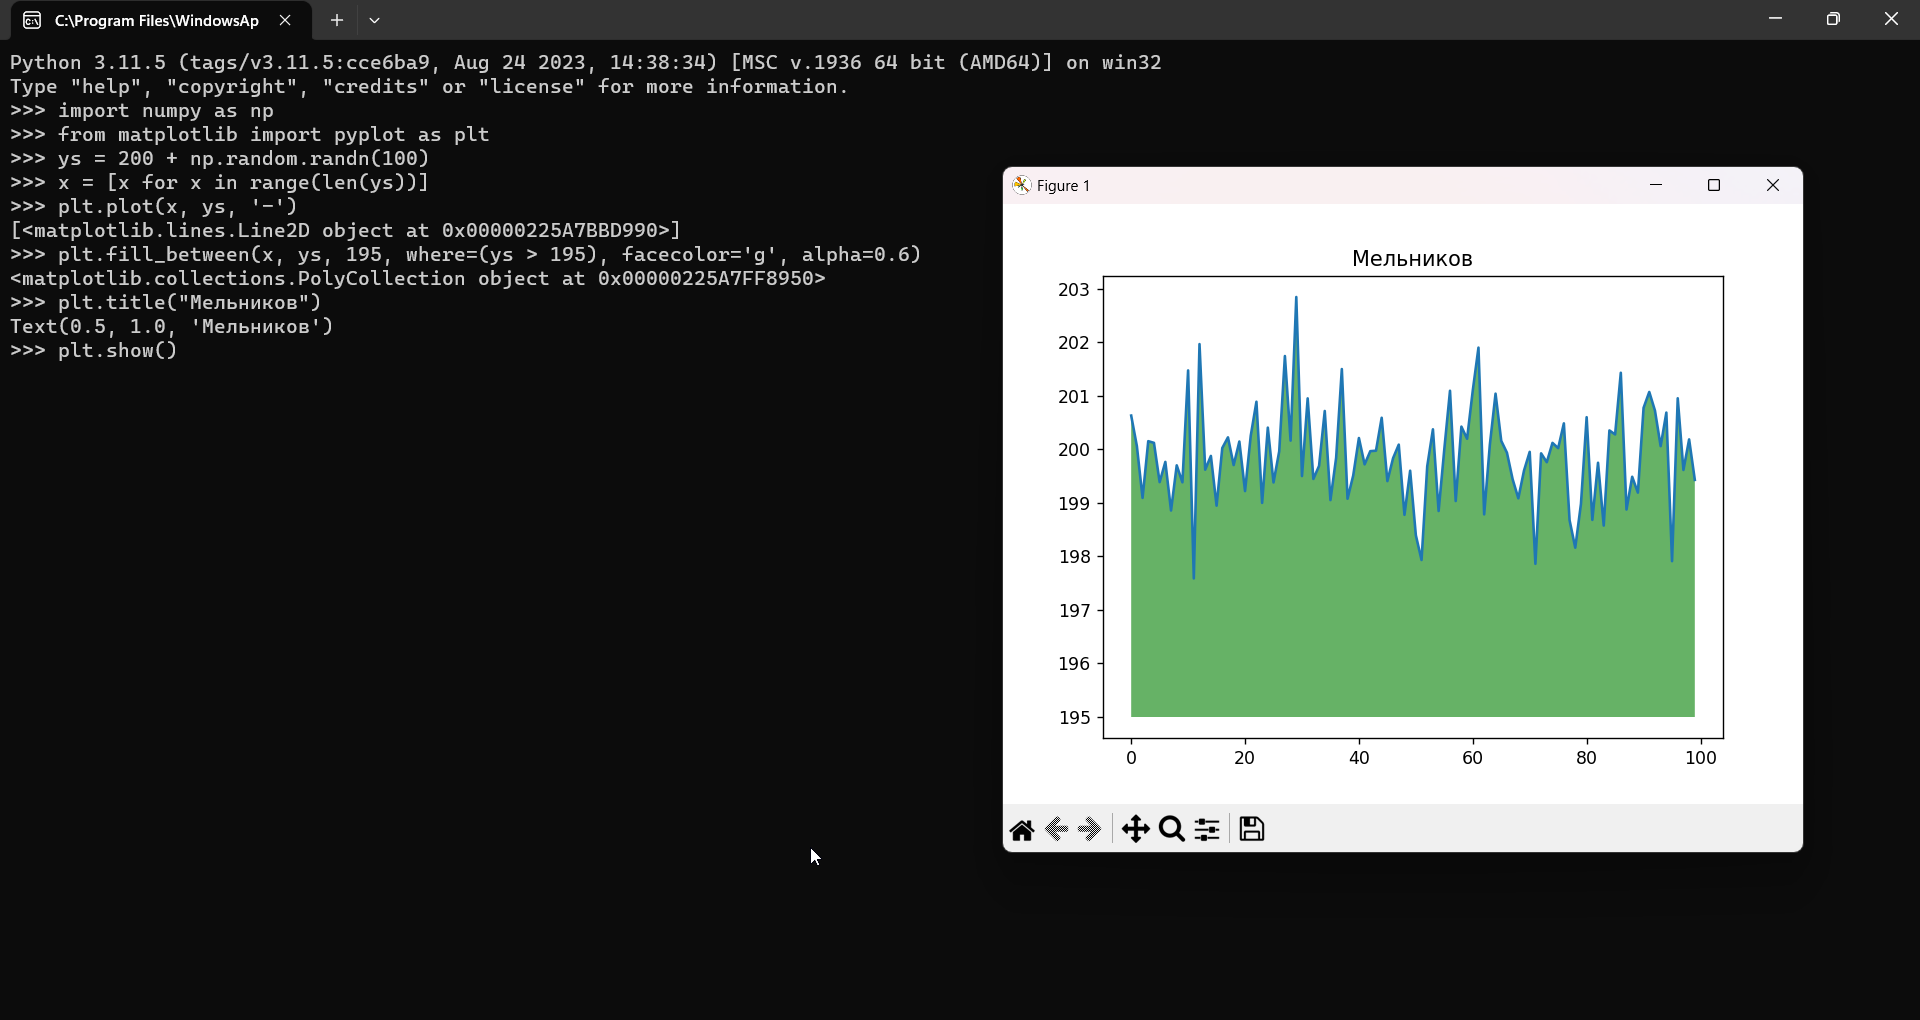 C:\Program Files\WindowsAp
Python 3.11.5 (tags/v3.11.5:cce6ba9, Aug 24 2023, 14:38:34) [MSC v.1936 64 bit (AMD64)] on win32
Type "help", "copyright", "credits" or "license" for more information.
>>> import numpy as np
>>> from matplotlib import pyplot as plt
>>> ys = 200 + np.random.randn(100)
>>> x = [x for x in range(len(ys))]
>>> plt.plot(x, ys, '-')
[<matplotlib.lines.Line2D object at 0x00000225A7BBD990>]
>>> plt.fill_between(x, ys, 195, where=(ys > 195), facecolor='g', alpha=0.6)
<matplotlib.collections.PolyCollection object at 0x00000225A7FF8950>
>>> plt.title("Мельников")
Text(0.5, 1.0, 'Мельников')
>>> plt.show()
Figure 1
Мельников
203
202
201
200
199
198
197
196
195
0 20 40 60 80 100